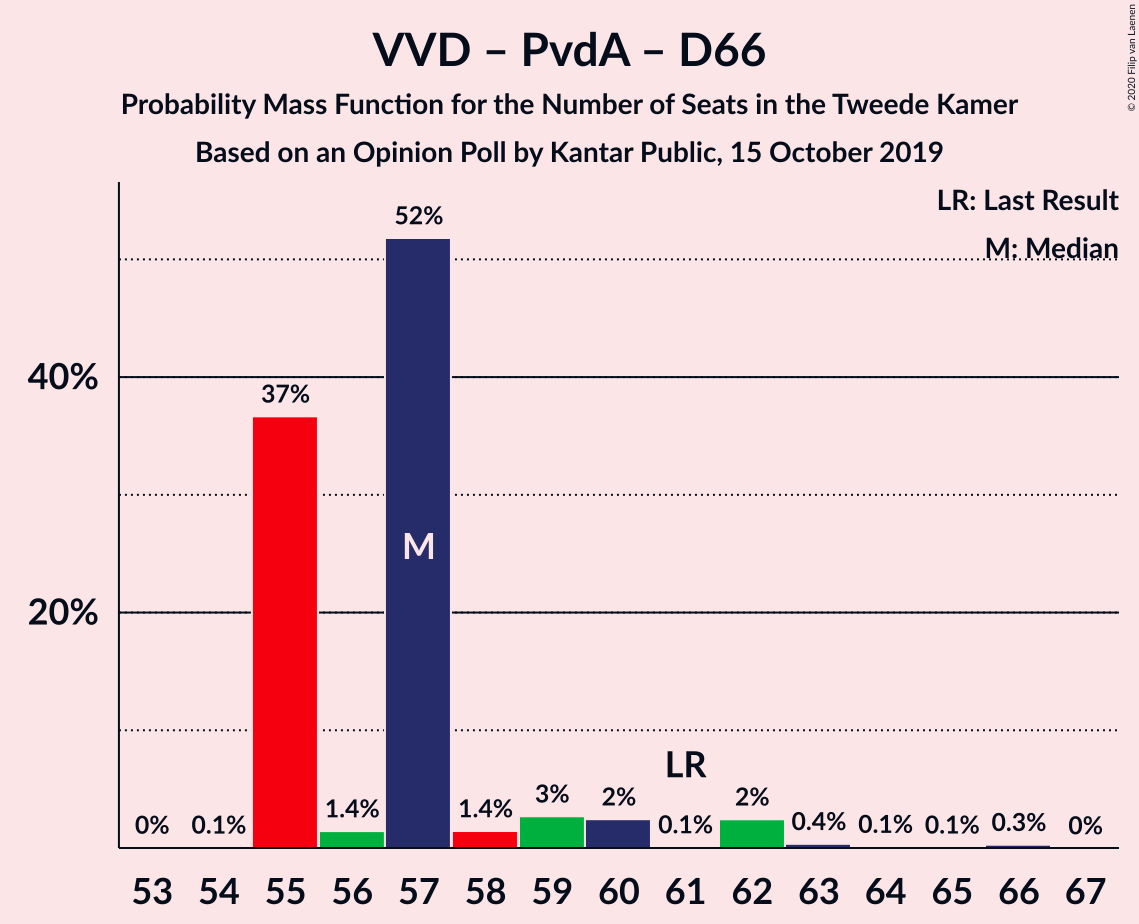 VVD – PvdA – D66
Probability Mass Function for the Number of Seats in the Tweede Kamer
Based on an Opinion Poll by Kantar Public, 15 October 2019
© 2020 Filip van Laenen
LR: Last Result
M: Median
52%
40%
37%
M
20%
LR
0% 0.1% 1.4% 1.4% 3% 2% 0.1% 2% 0.4% 0.1% 0.1% 0.3% 0%
53 54 55 56 57 58 59 60 61 62 63 64 65 66 67